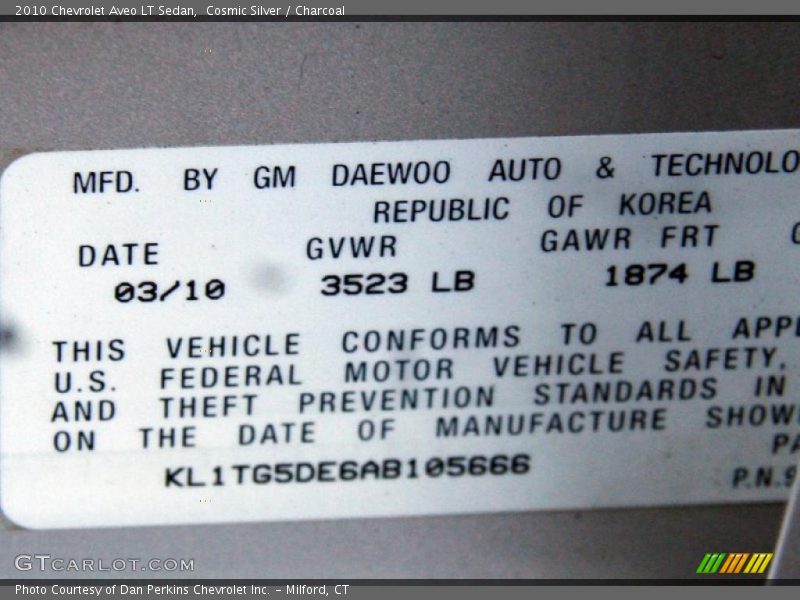 2010 Chevrolet Aveo LT Sedan,  Cosmic Silver / Charcoal
MFD. BY GM DAEWOO AUTO & TECHNOLO
REPUBLIC OF KOREA
DATE GVWR GAWR FRT
03/10 3523 LB 1874 LB
THIS VEHICLE CONFORMS TO ALL APPL
U.S. FEDERAL MOTOR VEHICLE SAFETY,
AND THEFT PREVENTION STANDARDS IN
ON THE DATE OF MANUFACTURE SHOW
KL1TG5DE6AB105666 PA
P.N.9
GTCARLOT.COM
Photo Courtesy of Dan Perkins Chevrolet Inc. – Milford, CT